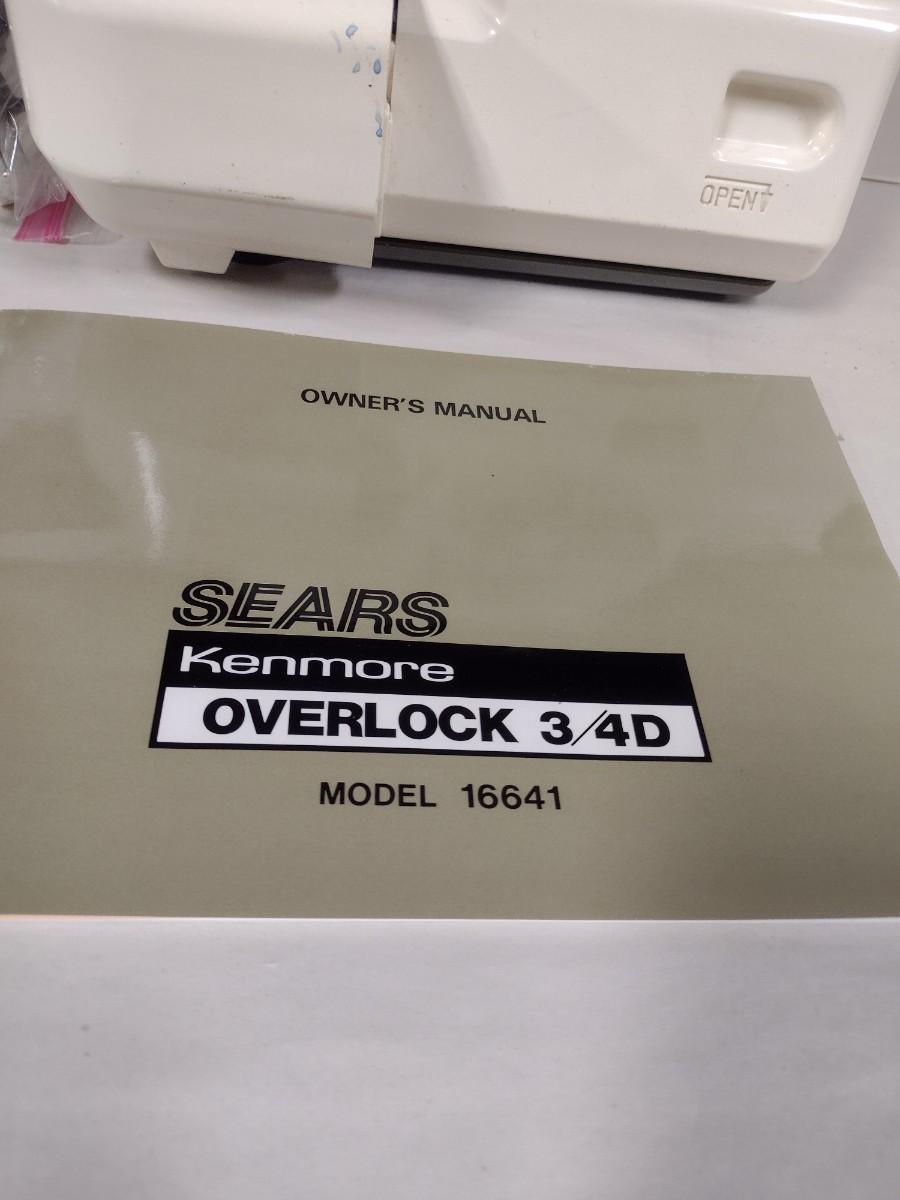 OPEN
OWNER'S MANUAL
SEARS
Kenmore
OVERLOCK 3/4D
MODEL 16641